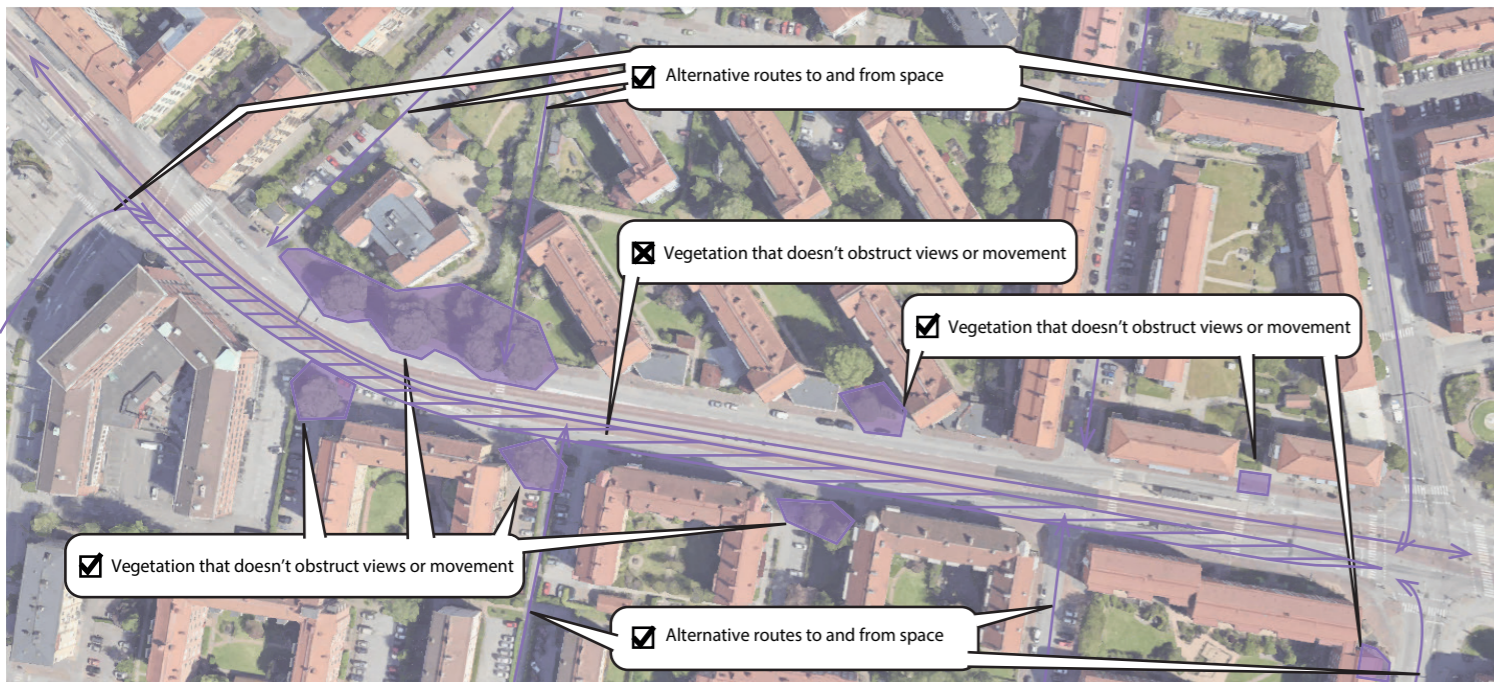 Alternative routes to and from space
Vegetation that doesn't obstruct views or movement
Vegetation that doesn't obstruct views or movement
Vegetation that doesn't obstruct views or movement
Alternative routes to and from space